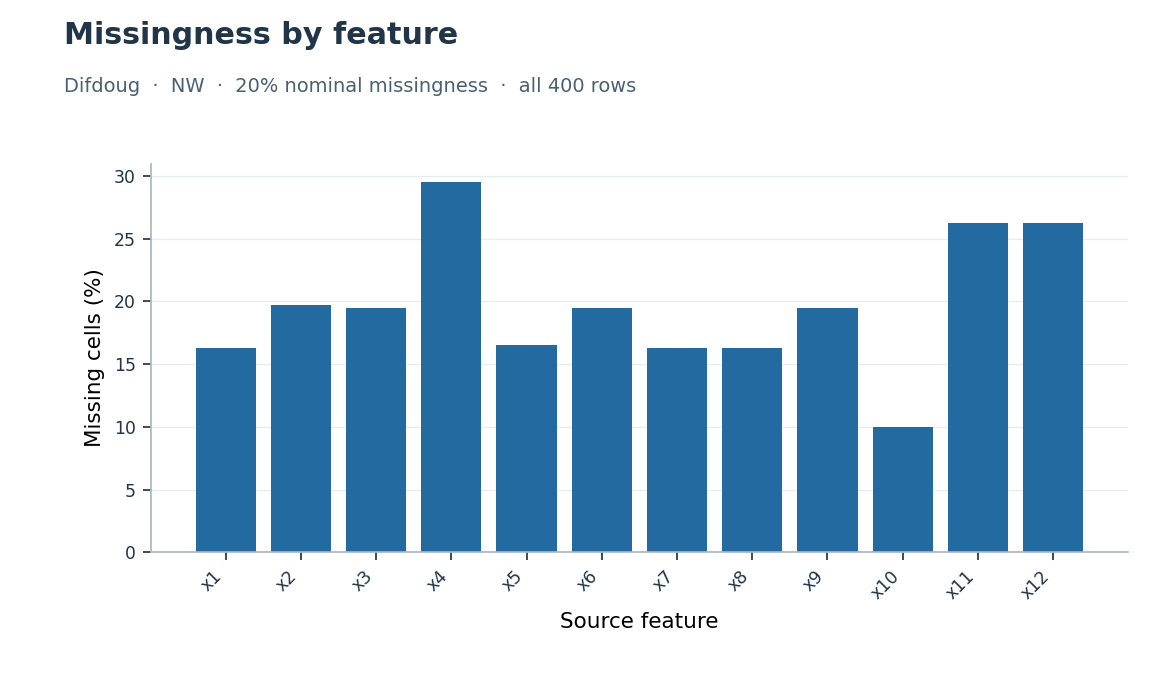 Missingness by feature
Difdoug · NW · 20% nominal missingness · all 400 rows
30
25
20
15
10
5
0
Missing cells (%)
x1 x2 x3 x4 x5 x6 x7 x8 x9 x10 x11 x12
Source feature